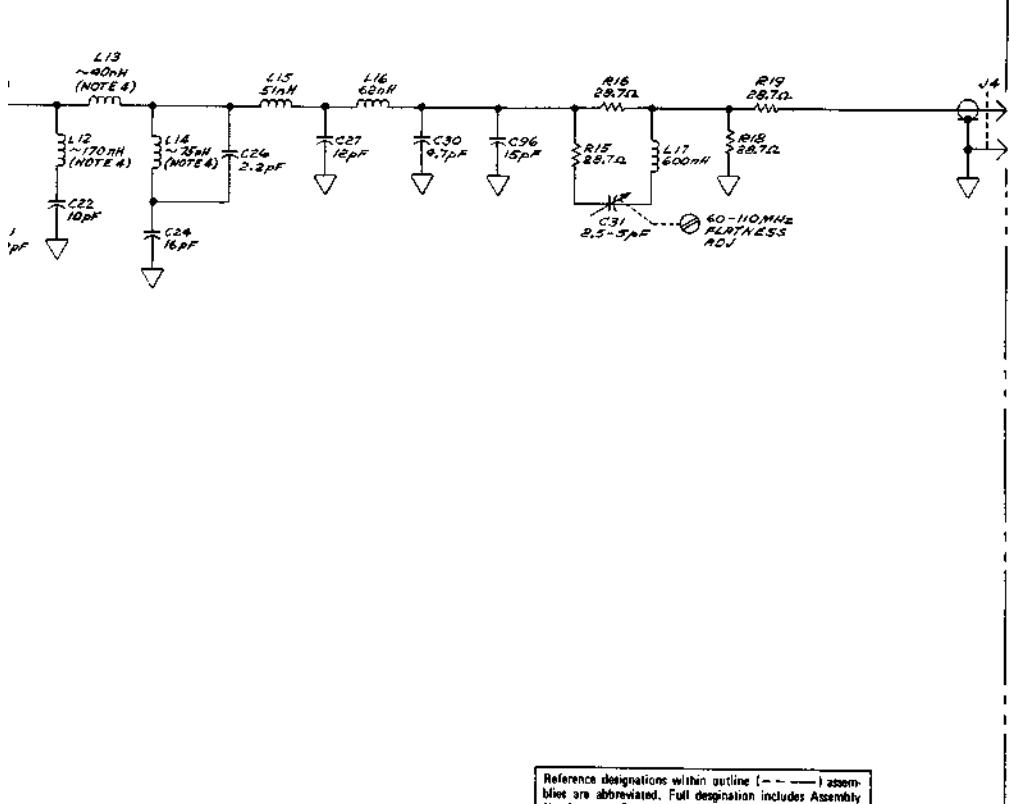 L13
~40nH
(NOTE 4)
L15
51nH
L16
62nH
R16
28.7Ω
R19
28.7Ω
J4
L12
~170nH
(NOTE 4)
L14
~75nH
(NOTE 4)
C26
2.2pF
C27
12pF
C30
4.7pF
C96
15pF
R15
28.7Ω
L17
600nH
R18
28.7Ω
C22
10pF
pF
C24
16pF
C31
2.5-5pF
60-110MHz
FLATNESS
ADJ
Reference designations within outline (— – —) assem-
blies are abbreviated. Full desgination includes Assembly